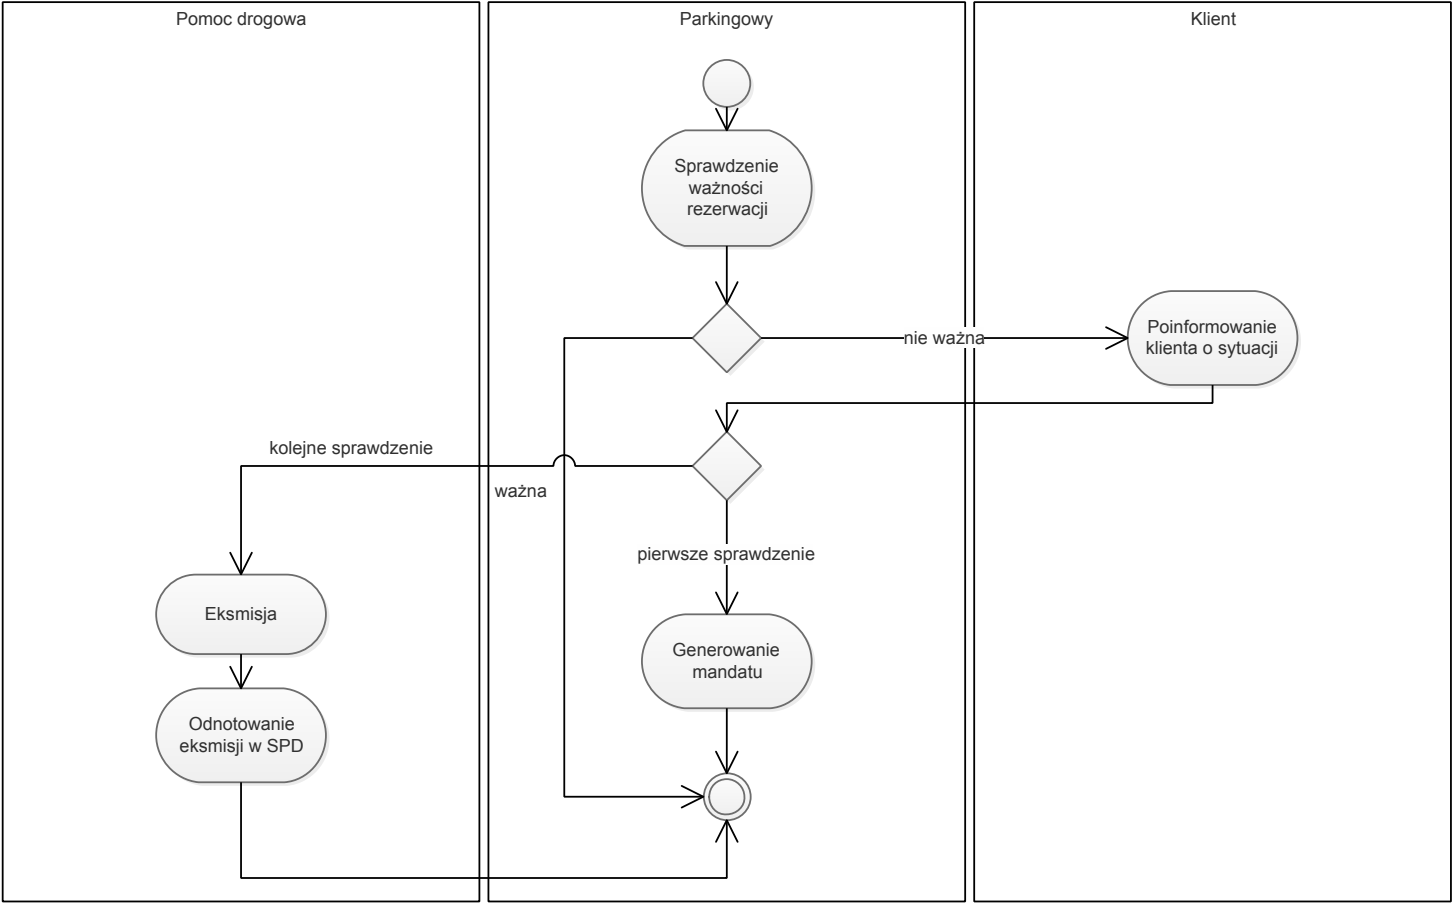 Pomoc drogowa
Parkingowy
Klient
Sprawdzenie
ważności
rezerwacji
nie ważna
Poinformowanie
klienta o sytuacji
kolejne sprawdzenie
ważna
pierwsze sprawdzenie
Eksmisja
Generowanie
mandatu
Odnotowanie
eksmisji w SPD